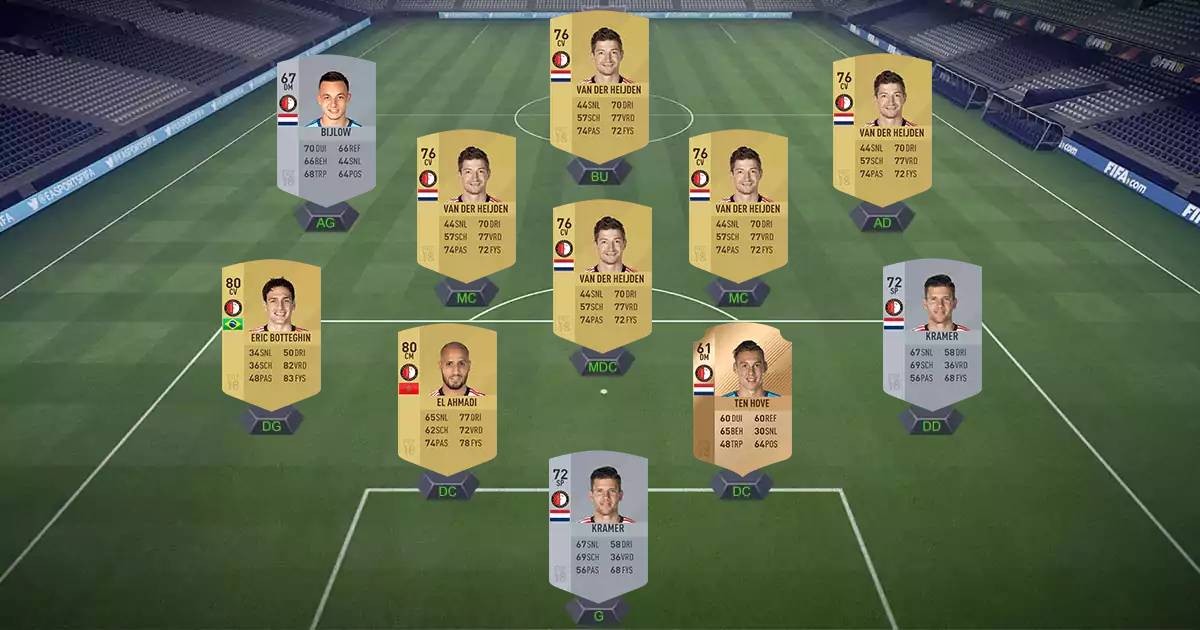 76
CV
VAN DER HEIJDEN
44SNL 70DRI
57SCH 77VRD
74PAS 72FYS
BU
67
DM
BIJLOW
70DUI 66REF
66BEH 44SNL
68TRP 64POS
AG
76
CV
VAN DER HEIJDEN
44SNL 70DRI
57SCH 77VRD
74PAS 72FYS
AD
76
CV
VAN DER HEIJDEN
44SNL 70DRI
57SCH 77VRD
74PAS 72FYS
MC
76
CV
VAN DER HEIJDEN
44SNL 70DRI
57SCH 77VRD
74PAS 72FYS
MC
76
CV
VAN DER HEIJDEN
44SNL 70DRI
57SCH 77VRD
74PAS 72FYS
MDC
80
CV
ERIC BOTTEGHIN
34SNL 50DRI
36SCH 82VRD
48PAS 83FYS
DG
72
SP
KRAMER
67SNL 58DRI
69SCH 36VRD
56PAS 68FYS
DD
80
CM
EL AHMADI
65SNL 77DRI
62SCH 72VRD
74PAS 78FYS
DC
61
DM
TEN HOVE
60DUI 60REF
65BEH 30SNL
48TRP 64POS
DC
72
SP
KRAMER
67SNL 58DRI
69SCH 36VRD
56PAS 68FYS
G
@EASPORTSFIFA
FIFA.com